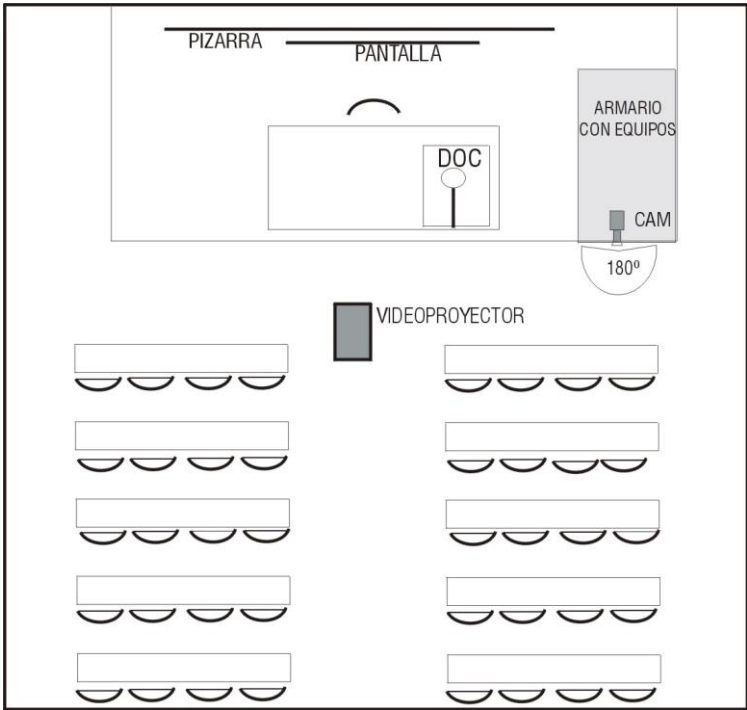 PIZARRA
PANTALLA
ARMARIO
CON EQUIPOS
DOC
CAM
180º
VIDEOPROYECTOR